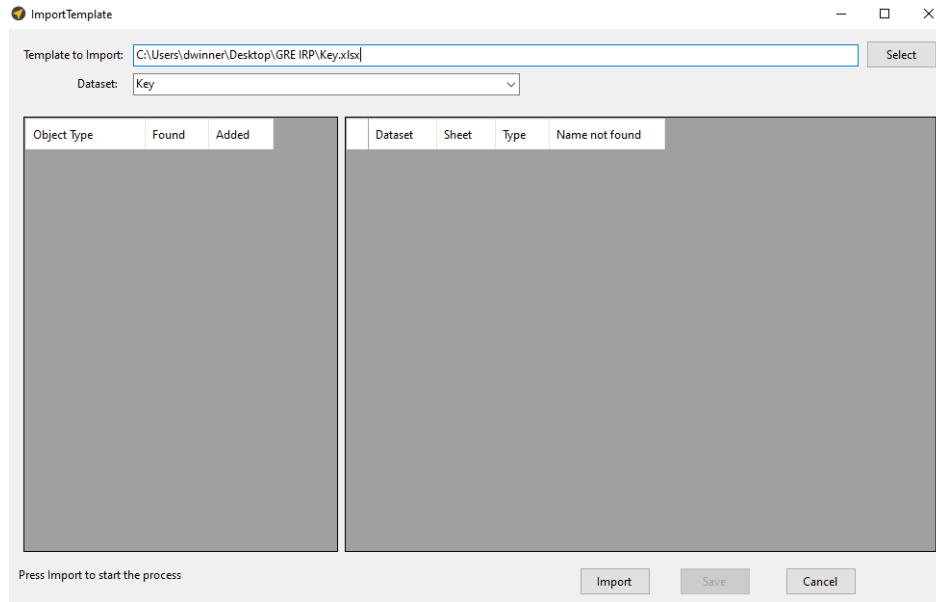 ImportTemplate
Template to Import: C:\Users\dwinner\Desktop\GRE IRP\Key.xlsx Select
Dataset: Key
Object Type Found Added
Dataset Sheet Type Name not found
Press Import to start the process
Import Save Cancel